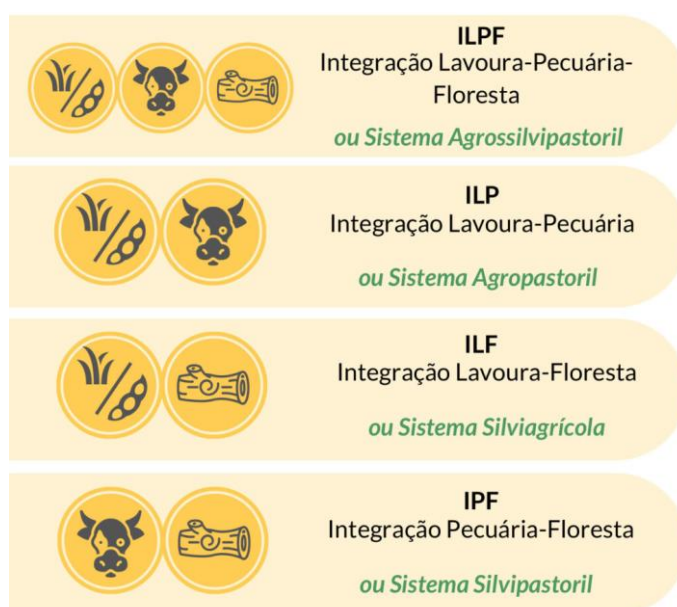 ILPF
Integração Lavoura-Pecuária-
Floresta
ou Sistema Agrossilvipastoril
ILP
Integração Lavoura-Pecuária
ou Sistema Agropastoril
ILF
Integração Lavoura-Floresta
ou Sistema Silviagrícola
IPF
Integração Pecuária-Floresta
ou Sistema Silvipastoril